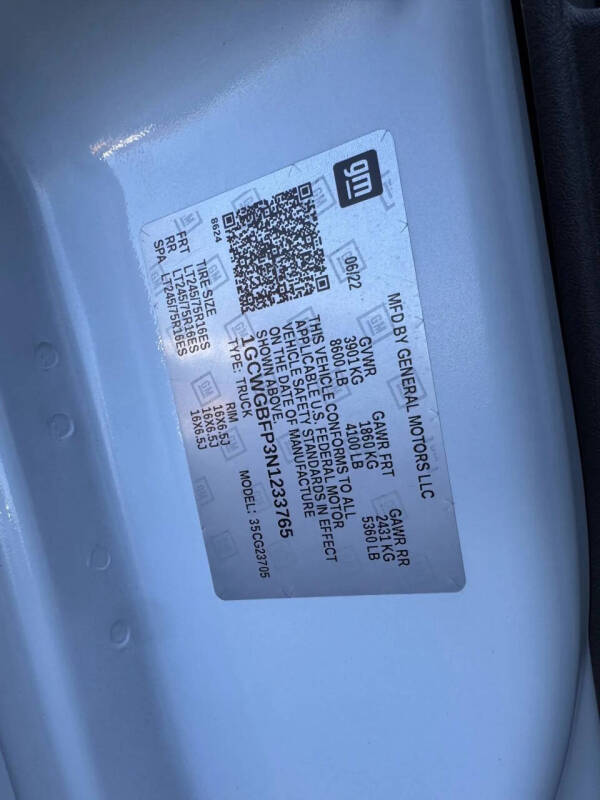 gm
MFD BY GENERAL MOTORS LLC
06/22
GVWR GAWR FRT GAWR RR
3901 KG 1860 KG 2431 KG
8600 LB 4100 LB 5360 LB
THIS VEHICLE CONFORMS TO ALL
APPLICABLE U.S. FEDERAL MOTOR
VEHICLE SAFETY STANDARDS IN EFFECT
ON THE DATE OF MANUFACTURE
SHOWN ABOVE.
1GCWGBFP3N1233765
TYPE: TRUCK MODEL: 35CG23705
8624
TIRE SIZE RIM
FRT LT245/75R16ES 16X6.5J
RR LT245/75R16ES 16X6.5J
SPA LT245/75R16ES 16X6.5J